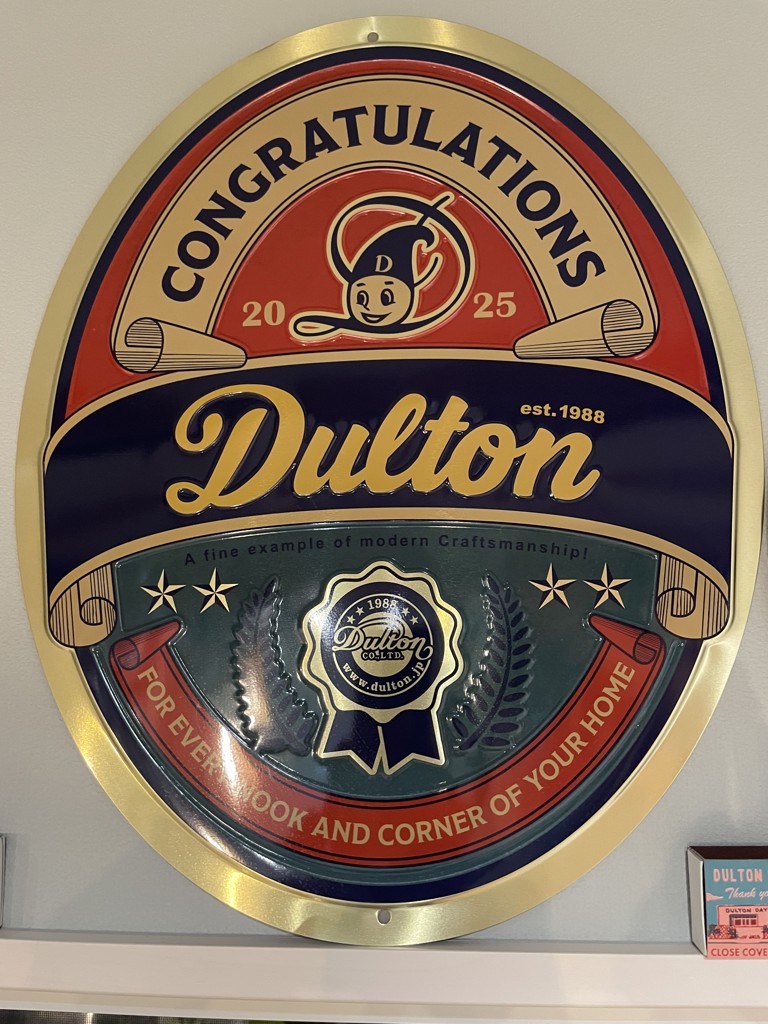 CONGRATULATIONS
D
20 25
est.1988
Dulton
A fine example of modern Craftsmanship!
1988
Dulton
CO.,LTD.
www.dulton.jp
FOR EVERY NOOK AND CORNER OF YOUR HOME
DULTON
Thank
DULTON
CLOSE COVE